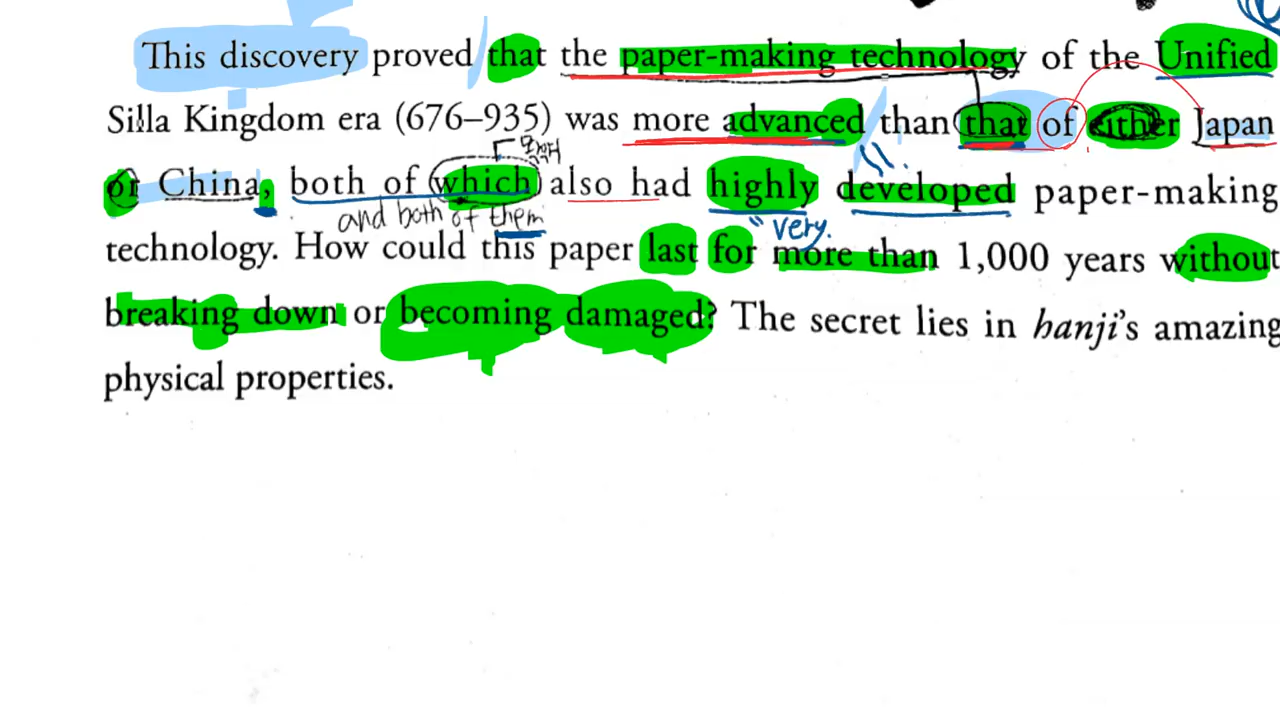 This discovery proved that the paper-making technology of the Unified
Silla Kingdom era (676–935) was more advanced than that of either Japan
or China, both of which also had highly developed paper-making
and both of them
" very.
technology. How could this paper last for more than 1,000 years without
breaking down or becoming damaged? The secret lies in hanji's amazing
physical properties.